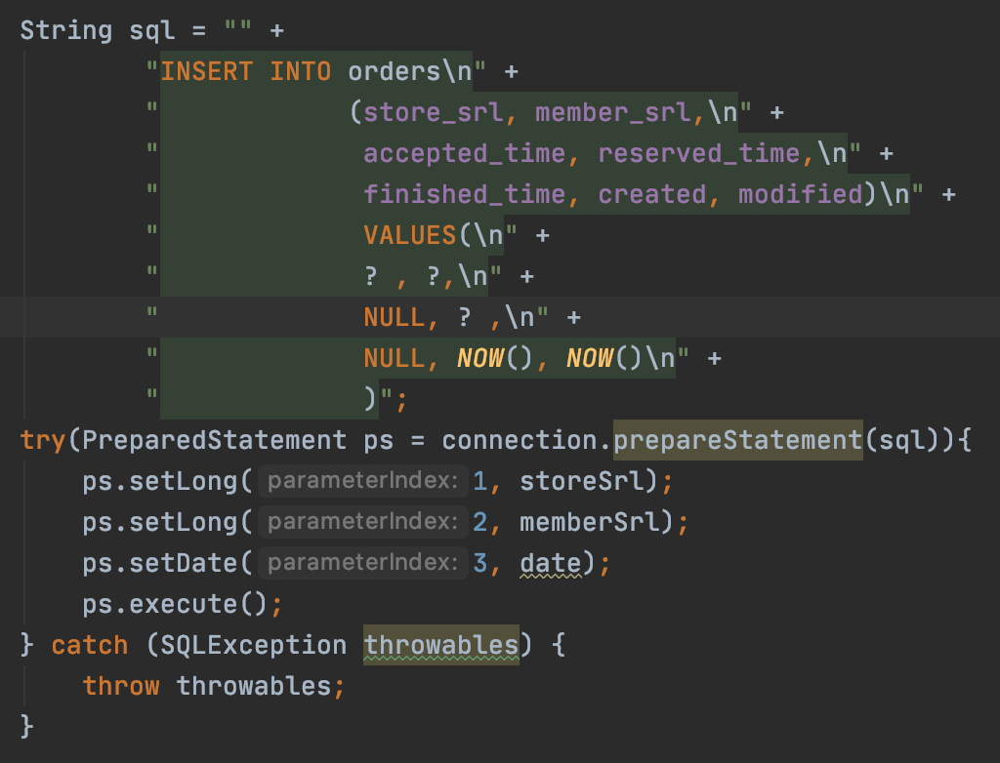 String sql = "" +
"INSERT INTO orders\n" +
"            (store_srl, member_srl,\n" +
"             accepted_time, reserved_time,\n" +
"             finished_time, created, modified)\n" +
"             VALUES(\n" +
"             ? , ?,\n" +
"             NULL, ? ,\n" +
"             NULL, NOW(), NOW()\n" +
"             )";
try(PreparedStatement ps = connection.prepareStatement(sql)){
ps.setLong( parameterIndex: 1, storeSrl);
ps.setLong( parameterIndex: 2, memberSrl);
ps.setDate( parameterIndex: 3, date);
ps.execute();
} catch (SQLException throwables) {
throw throwables;
}